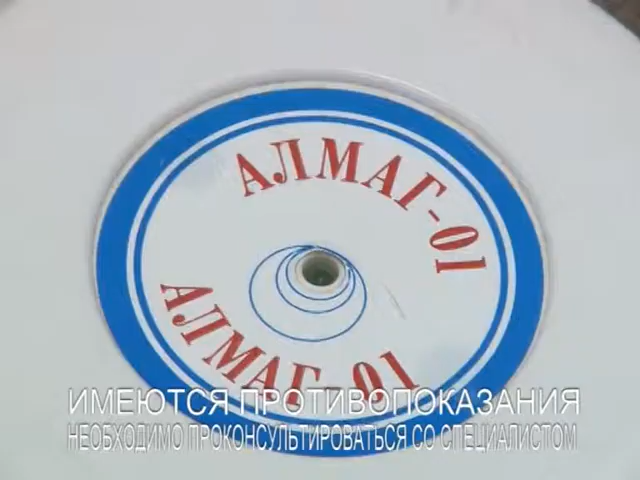 АЛМАГ-01
АЛМАГ-01
ИМЕЮТСЯ ПРОТИВОПОКАЗАНИЯ
НЕОБХОДИМО ПРОКОНСУЛЬТИРОВАТЬСЯ СО СПЕЦИАЛИСТОМ